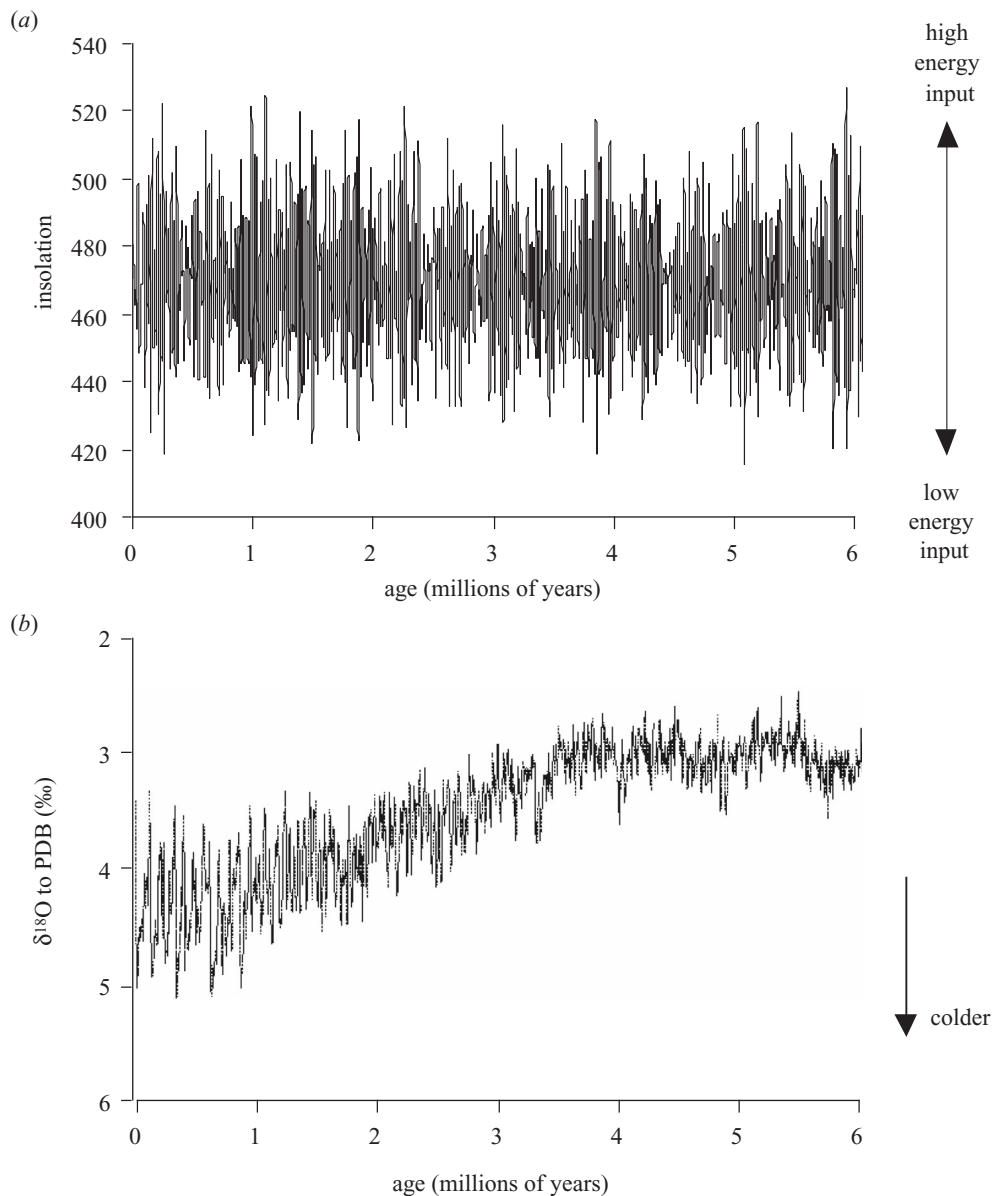 (a)
high
energy
input
540
520
500
480
460
440
420
400
insolation
low
energy
input
0 1 2 3 4 5 6
age (millions of years)
(b)
2
3
4
5
6
δ¹⁸O to PDB (‰)
colder
0 1 2 3 4 5 6
age (millions of years)